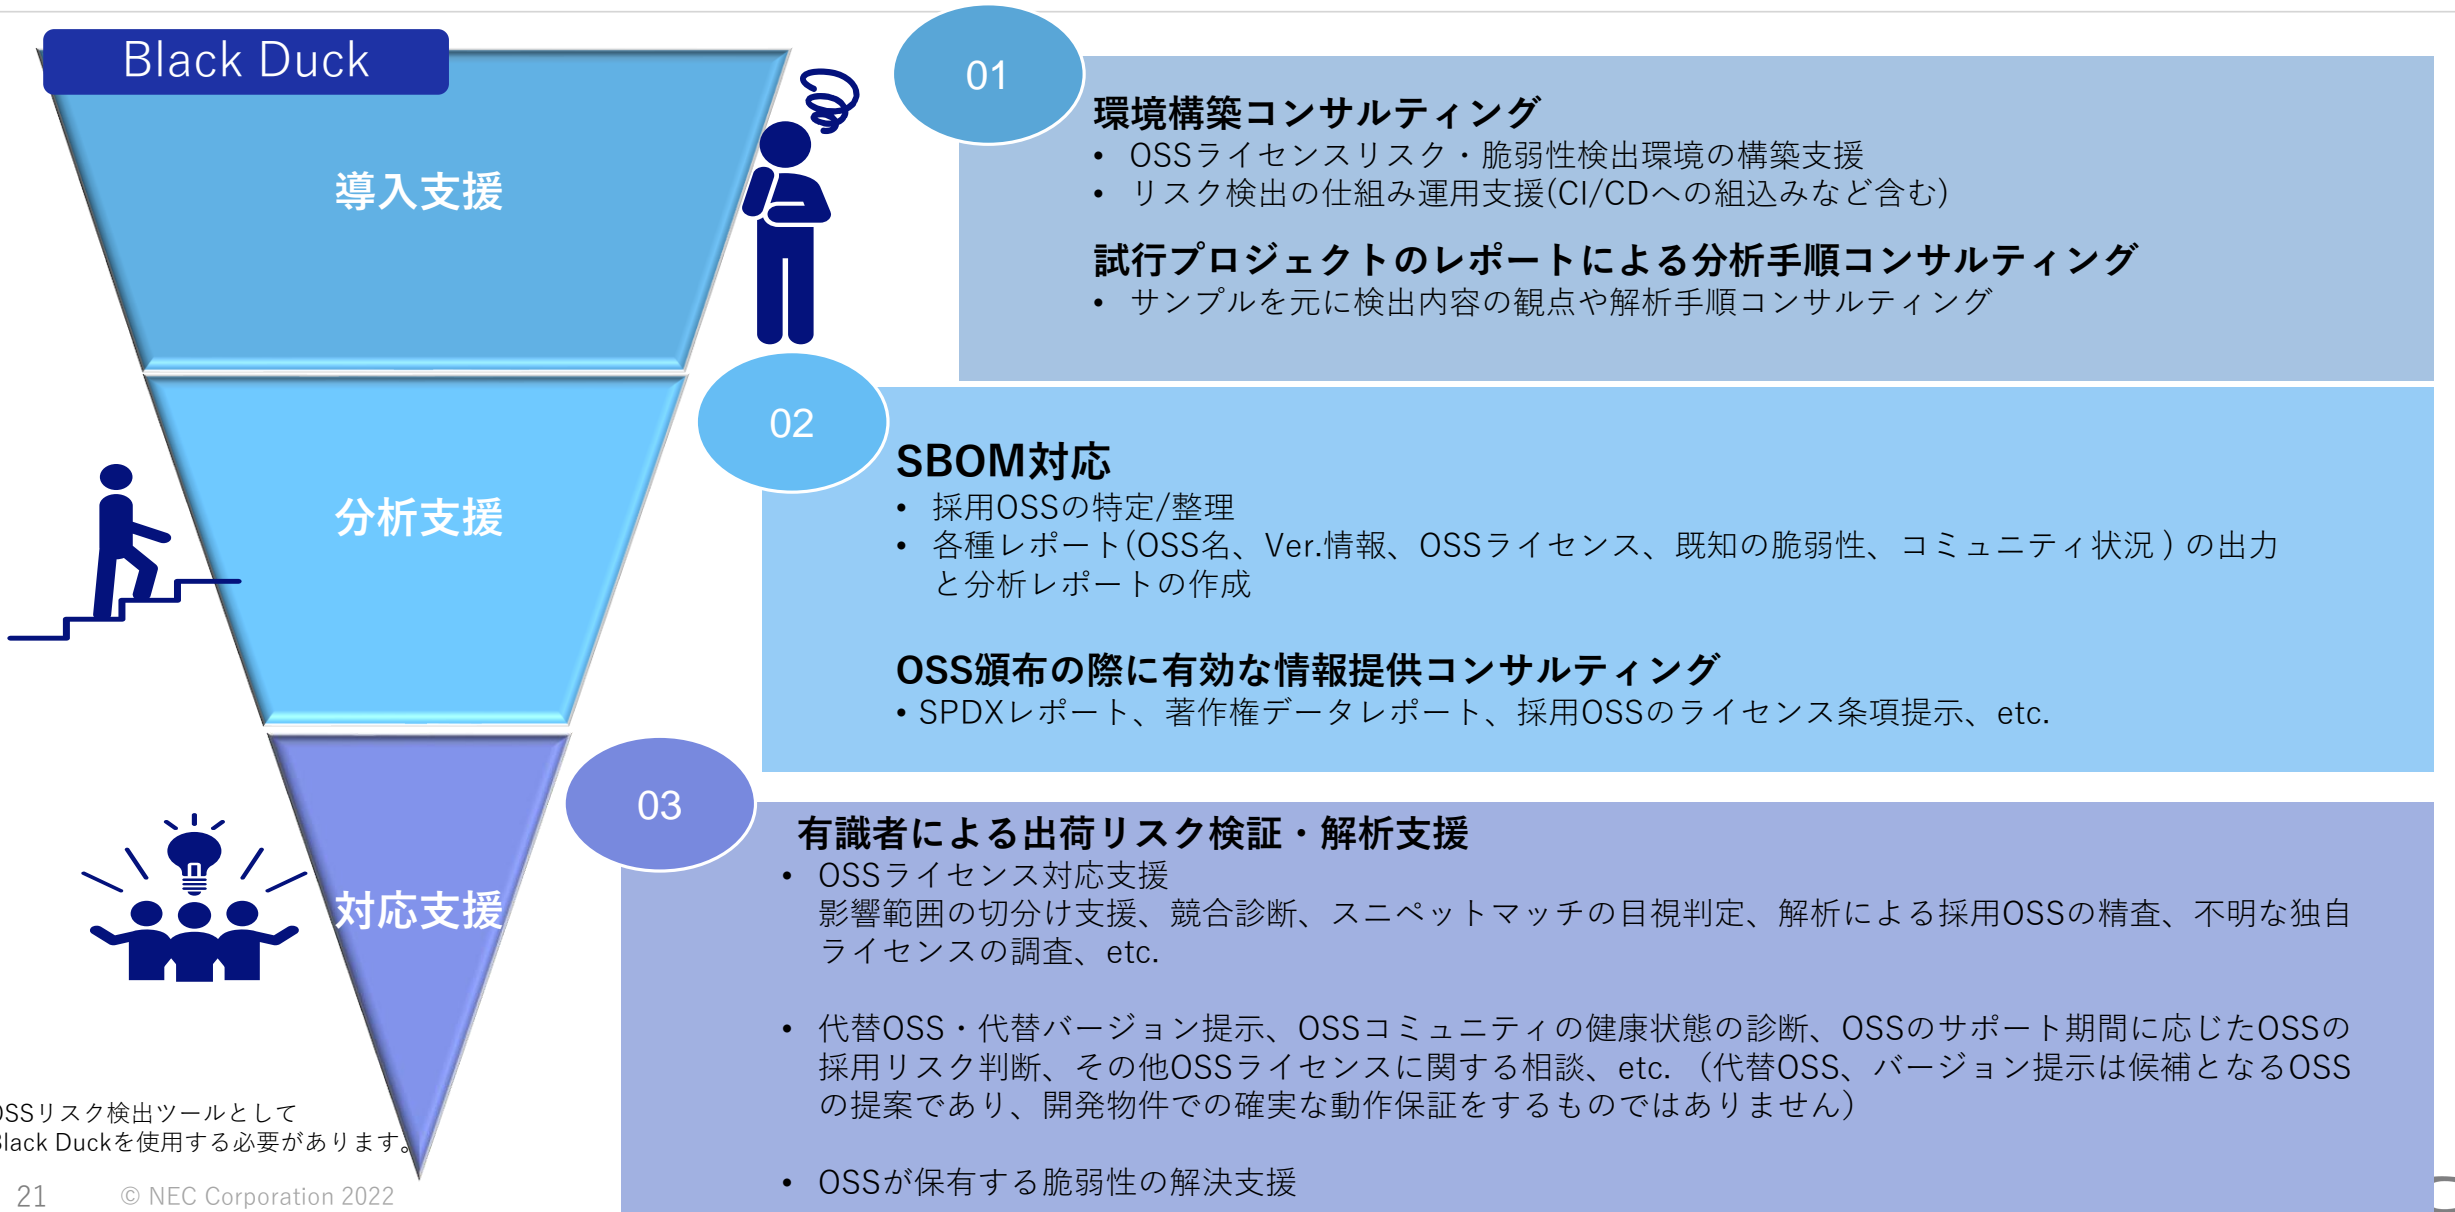 Black Duck
導入支援
01
環境構築コンサルティング
• OSSライセンスリスク・脆弱性検出環境の構築支援
• リスク検出の仕組み運用支援(CI/CDへの組込みなど含む)
試行プロジェクトのレポートによる分析手順コンサルティング
• サンプルを元に検出内容の観点や解析手順コンサルティング
分析支援
02
SBOM対応
• 採用OSSの特定/整理
• 各種レポート(OSS名、Ver.情報、OSSライセンス、既知の脆弱性、コミュニティ状況 ) の出力
と分析レポートの作成
OSS頒布の際に有効な情報提供コンサルティング
• SPDXレポート、著作権データレポート、採用OSSのライセンス条項提示、etc.
対応支援
03
有識者による出荷リスク検証・解析支援
• OSSライセンス対応支援
影響範囲の切分け支援、競合診断、スニペットマッチの目視判定、解析による採用OSSの精査、不明な独自
ライセンスの調査、etc.
• 代替OSS・代替バージョン提示、OSSコミュニティの健康状態の診断、OSSのサポート期間に応じたOSSの
採用リスク判断、その他OSSライセンスに関する相談、etc. （代替OSS、バージョン提示は候補となるOSS
の提案であり、開発物件での確実な動作保証をするものではありません）
• OSSが保有する脆弱性の解決支援
OSSリスク検出ツールとして
Black Duckを使用する必要があります。
21 © NEC Corporation 2022